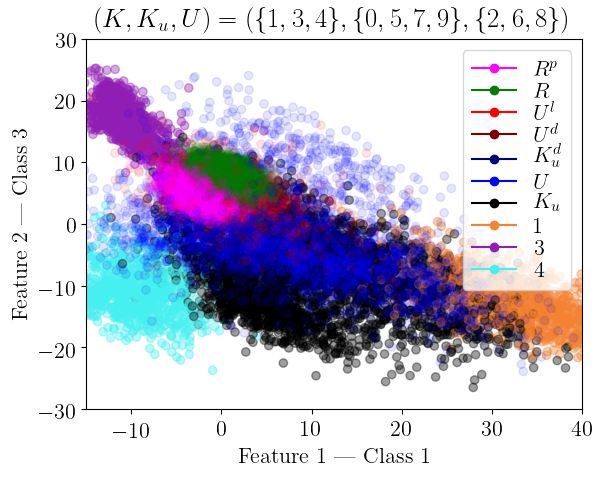 (K, K_u, U) = ({1, 3, 4}, {0, 5, 7, 9}, {2, 6, 8})
30
20
10
0
−10
−20
−30
Feature 2 — Class 3
R^p
R
U^l
U^d
K_u^d
U
K_u
1
3
4
−10
0
10
20
30
40
Feature 1 — Class 1